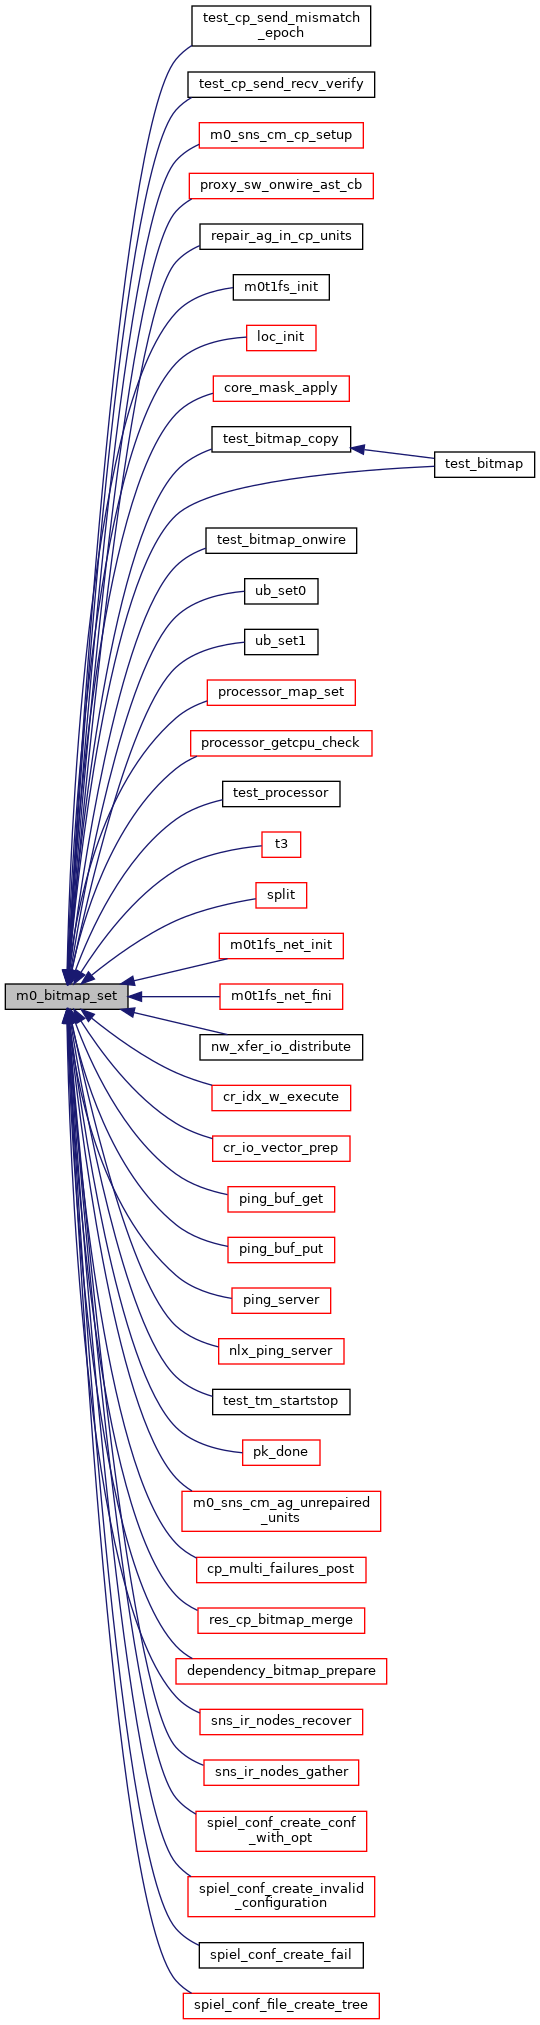 test_cp_send_mismatch
_epoch
test_cp_send_recv_verify
m0_sns_cm_cp_setup
proxy_sw_onwire_ast_cb
repair_ag_in_cp_units
m0t1fs_init
loc_init
core_mask_apply
test_bitmap_copy
test_bitmap
test_bitmap_onwire
ub_set0
ub_set1
processor_map_set
processor_getcpu_check
test_processor
t3
split
m0t1fs_net_init
m0_bitmap_set
m0t1fs_net_fini
nw_xfer_io_distribute
cr_idx_w_execute
cr_io_vector_prep
ping_buf_get
ping_buf_put
ping_server
nlx_ping_server
test_tm_startstop
pk_done
m0_sns_cm_ag_unrepaired
_units
cp_multi_failures_post
res_cp_bitmap_merge
dependency_bitmap_prepare
sns_ir_nodes_recover
sns_ir_nodes_gather
spiel_conf_create_conf
_with_opt
spiel_conf_create_invalid
_configuration
spiel_conf_create_fail
spiel_conf_file_create_tree